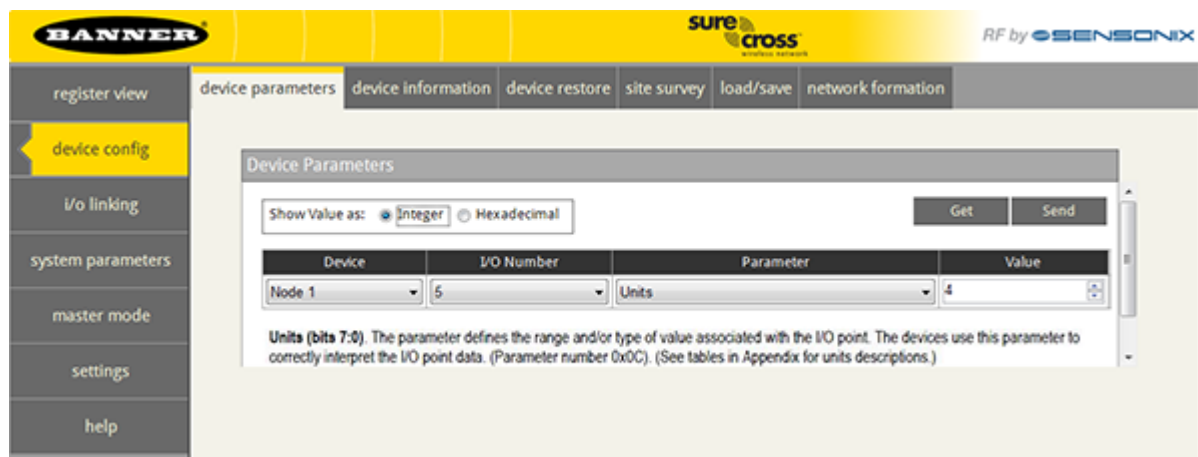 BANNER
sure cross
wireless network
RF by SENSONIX
register view
device config
i/o linking
system parameters
master mode
settings
help
device parameters device information device restore site survey load/save network formation
Device Parameters
Show Value as: Integer Hexadecimal
Get Send
Device I/O Number Parameter Value
Node 1 5 Units 4
Units (bits 7:0). The parameter defines the range and/or type of value associated with the I/O point. The devices use this parameter to
correctly interpret the I/O point data. (Parameter number 0x0C). (See tables in Appendix for units descriptions.)